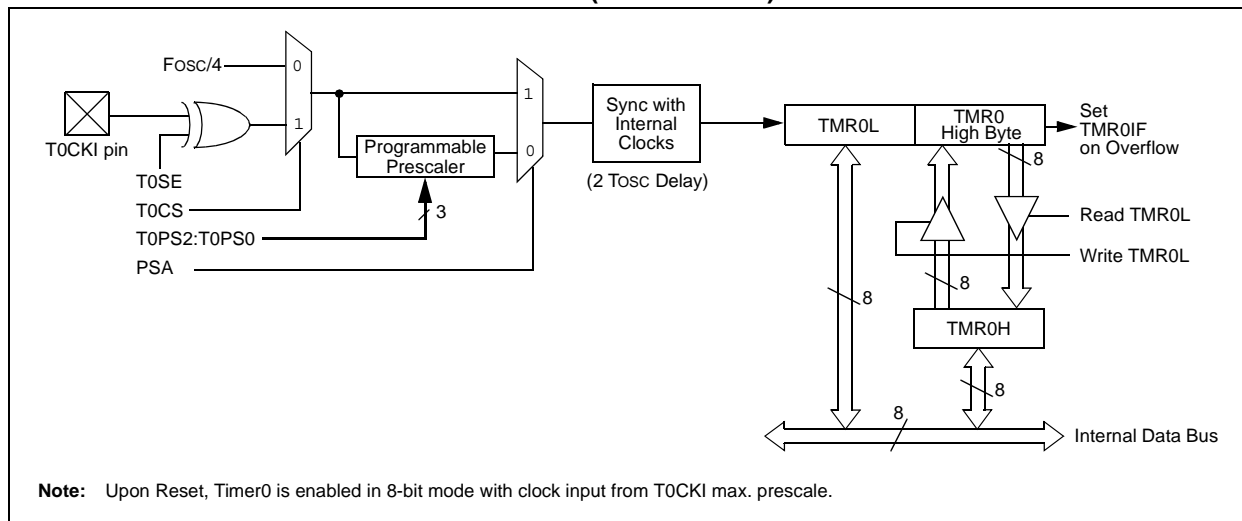 FOSC/4
0
1
T0CKI pin
T0SE
T0CS
T0PS2:T0PS0
PSA
Programmable
Prescaler
3
1
0
Sync with
Internal
Clocks
(2 TOSC Delay)
TMR0L
TMR0
High Byte
8
Set
TMR0IF
on Overflow
Read TMR0L
Write TMR0L
8
8
TMR0H
8
8
Internal Data Bus
Note: Upon Reset, Timer0 is enabled in 8-bit mode with clock input from T0CKI max. prescale.